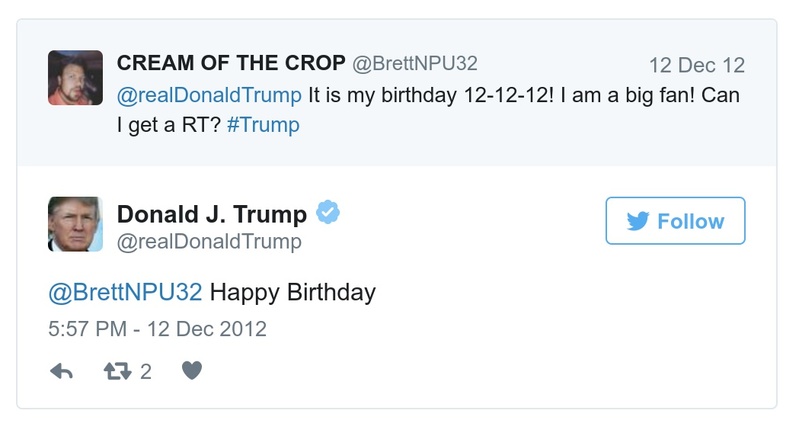 CREAM OF THE CROP @BrettNPU32 12 Dec 12
@realDonaldTrump It is my birthday 12-12-12! I am a big fan! Can
I get a RT? #Trump
Donald J. Trump
@realDonaldTrump
Follow
@BrettNPU32 Happy Birthday
5:57 PM - 12 Dec 2012
2